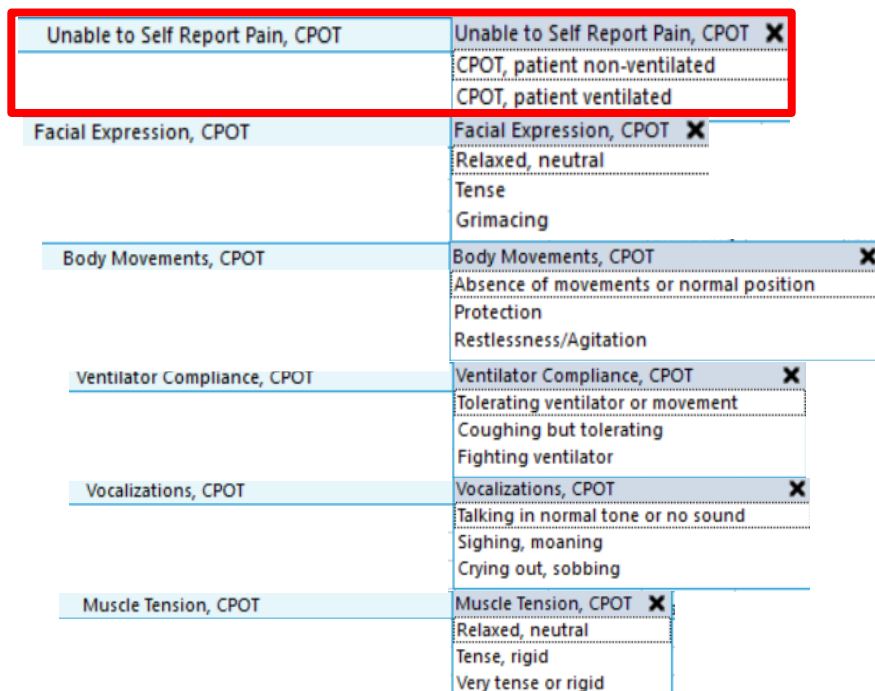 Unable to Self Report Pain, CPOT
Unable to Self Report Pain, CPOT
CPOT, patient non-ventilated
CPOT, patient ventilated
Facial Expression, CPOT
Facial Expression, CPOT
Relaxed, neutral
Tense
Grimacing
Body Movements, CPOT
Body Movements, CPOT
Absence of movements or normal position
Protection
Restlessness/Agitation
Ventilator Compliance, CPOT
Ventilator Compliance, CPOT
Tolerating ventilator or movement
Coughing but tolerating
Fighting ventilator
Vocalizations, CPOT
Vocalizations, CPOT
Talking in normal tone or no sound
Sighing, moaning
Crying out, sobbing
Muscle Tension, CPOT
Muscle Tension, CPOT
Relaxed, neutral
Tense, rigid
Very tense or rigid